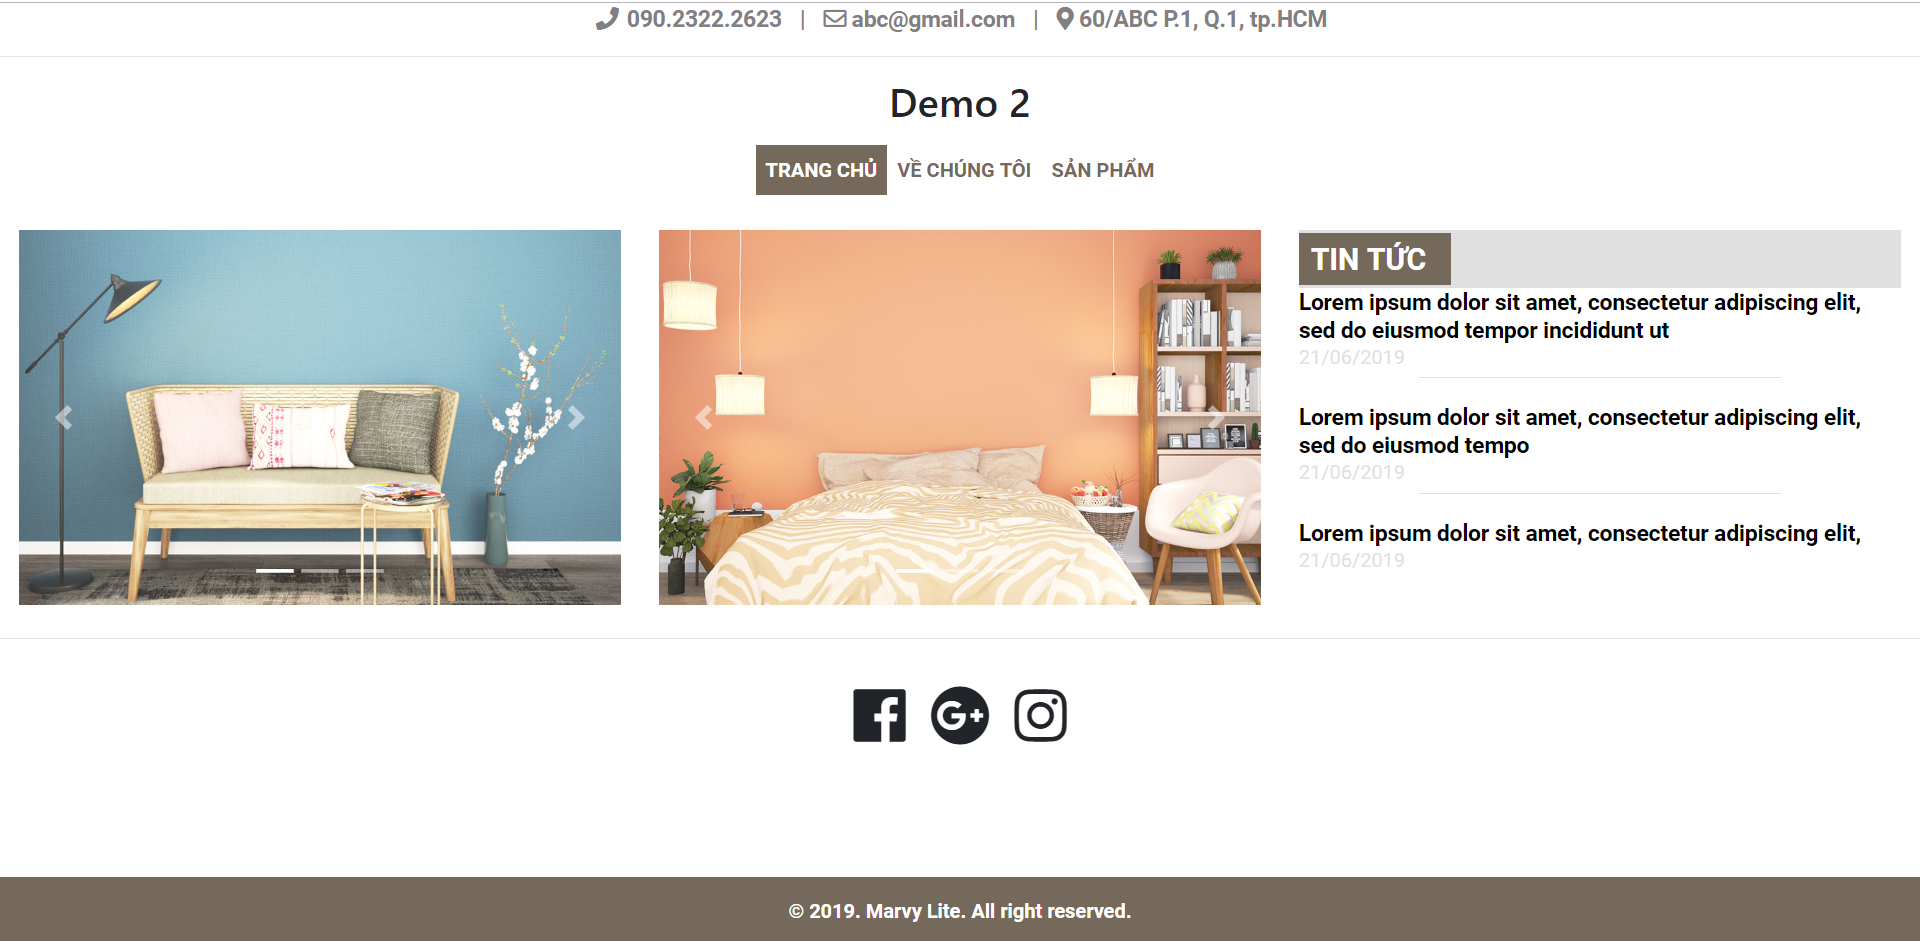 090.2322.2623 | abc@gmail.com | 60/ABC P.1, Q.1, tp.HCM
Demo 2
TRANG CHỦ VỀ CHÚNG TÔI SẢN PHẨM
TIN TỨC
Lorem ipsum dolor sit amet, consectetur adipiscing elit,
sed do eiusmod tempor incididunt ut
21/06/2019
Lorem ipsum dolor sit amet, consectetur adipiscing elit,
sed do eiusmod tempo
21/06/2019
Lorem ipsum dolor sit amet, consectetur adipiscing elit,
21/06/2019
© 2019. Marvy Lite. All right reserved.